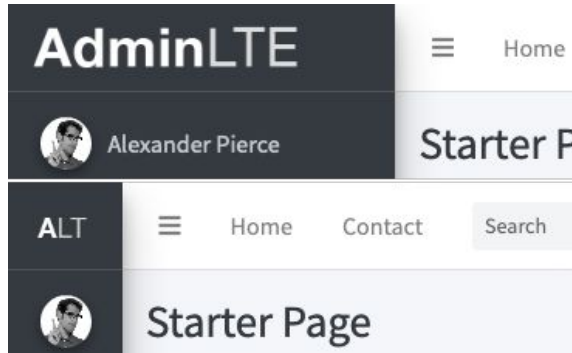 AdminLTE
Home
Alexander Pierce
Starter P
ALT
Home
Contact
Search
Starter Page